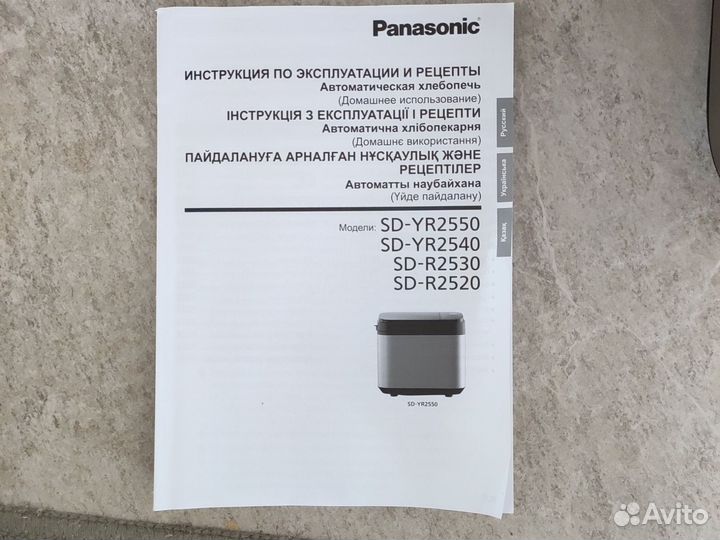 Panasonic
ИНСТРУКЦИЯ ПО ЭКСПЛУАТАЦИИ И РЕЦЕПТЫ
Автоматическая хлебопечь
(Домашнее использование)
ІНСТРУКЦІЯ З ЕКСПЛУАТАЦІЇ І РЕЦЕПТИ
Автоматична хлібопекарня
(Домашнє використання)
ПАЙДАЛАНУҒА АРНАЛҒАН НҰСҚАУЛЫҚ ЖӘНЕ
РЕЦЕПТІЛЕР
Автоматты наубайхана
(Үйде пайдалану)
Модели: SD-YR2550
SD-YR2540
SD-R2530
SD-R2520
SD-YR2550
Русский
Українська
Қазақ
Avito